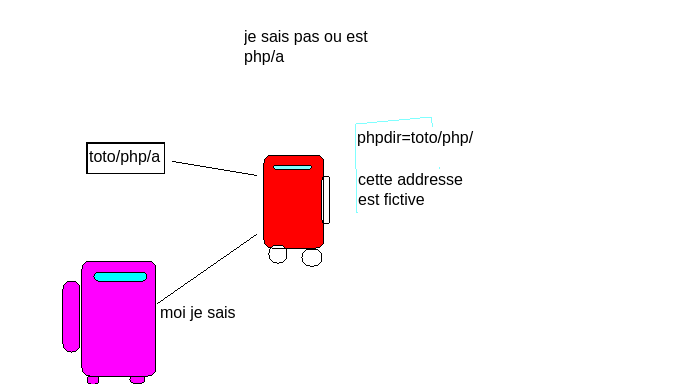 je sais pas ou est
php/a
phpdir=toto/php/
toto/php/a
cette addresse
est fictive
moi je sais